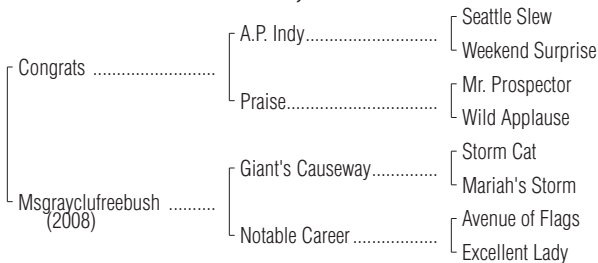 Seattle Slew
A.P. Indy..............................
Weekend Surprise
Congrats ............................
Mr. Prospector
Praise..................................
Wild Applause
Storm Cat
Giant's Causeway...............
Mariah's Storm
Msgrayclufreebush ..........
(2008)
Avenue of Flags
Notable Career...................
Excellent Lady